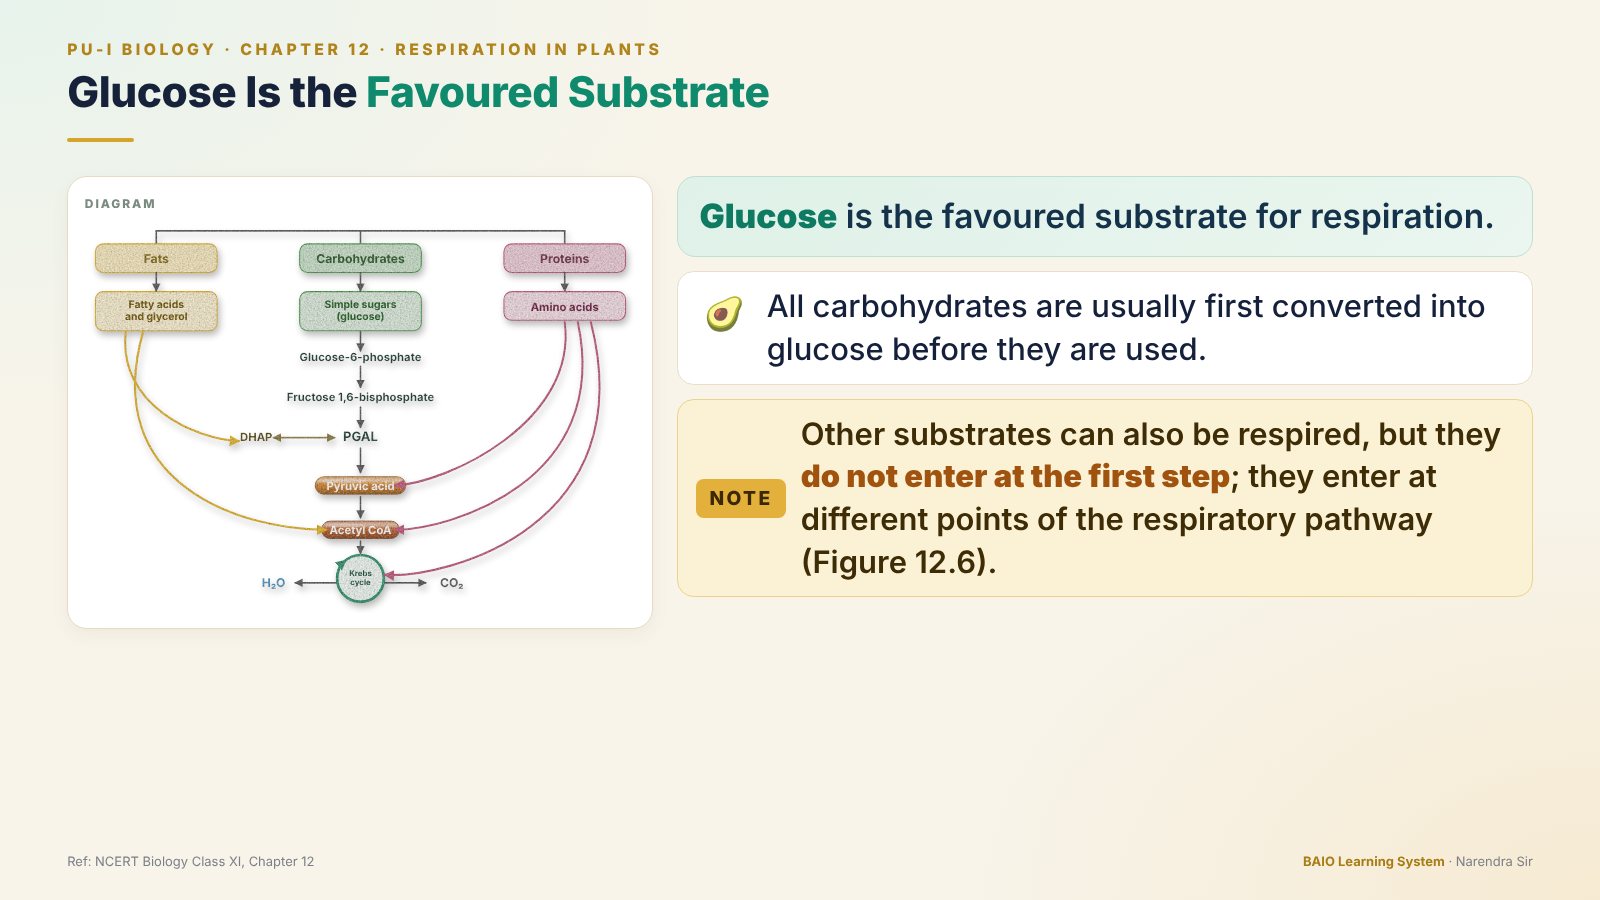 PU-I BIOLOGY · CHAPTER 12 · RESPIRATION IN PLANTS
Glucose Is the Favoured Substrate
DIAGRAM
Fats
Carbohydrates
Proteins
Fatty acids
and glycerol
Simple sugars
(glucose)
Amino acids
Glucose-6-phosphate
Fructose 1,6-bisphosphate
DHAP
PGAL
Pyruvic acid
Acetyl CoA
Krebs
cycle
H₂O
CO₂
Glucose is the favoured substrate for respiration.
All carbohydrates are usually first converted into
glucose before they are used.
NOTE
Other substrates can also be respired, but they
do not enter at the first step; they enter at
different points of the respiratory pathway
(Figure 12.6).
Ref: NCERT Biology Class XI, Chapter 12
BAIO Learning System · Narendra Sir